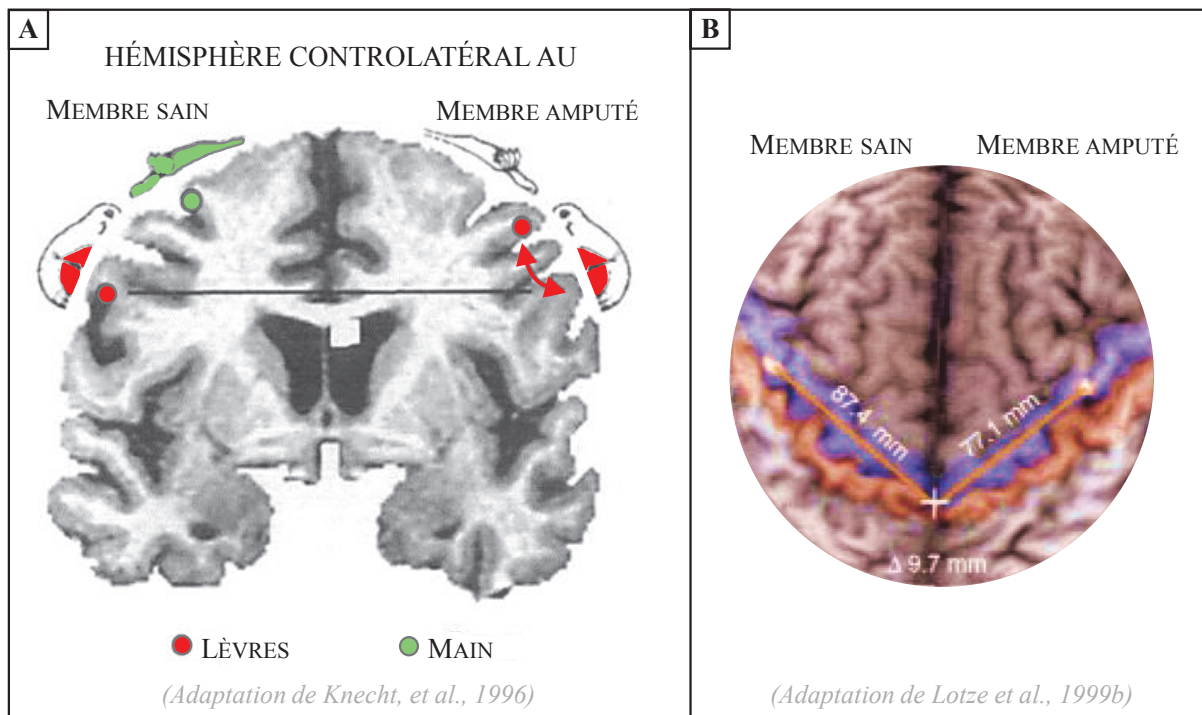 A
HÉMISPHÈRE CONTROLATÉRAL AU
MEMBRE SAIN
MEMBRE AMPUTÉ
LÈVRES
MAIN
(Adaptation de Knecht, et al., 1996)
B
MEMBRE SAIN
MEMBRE AMPUTÉ
87.4 mm
77.1 mm
Δ 9.7 mm
(Adaptation de Lotze et al., 1999b)